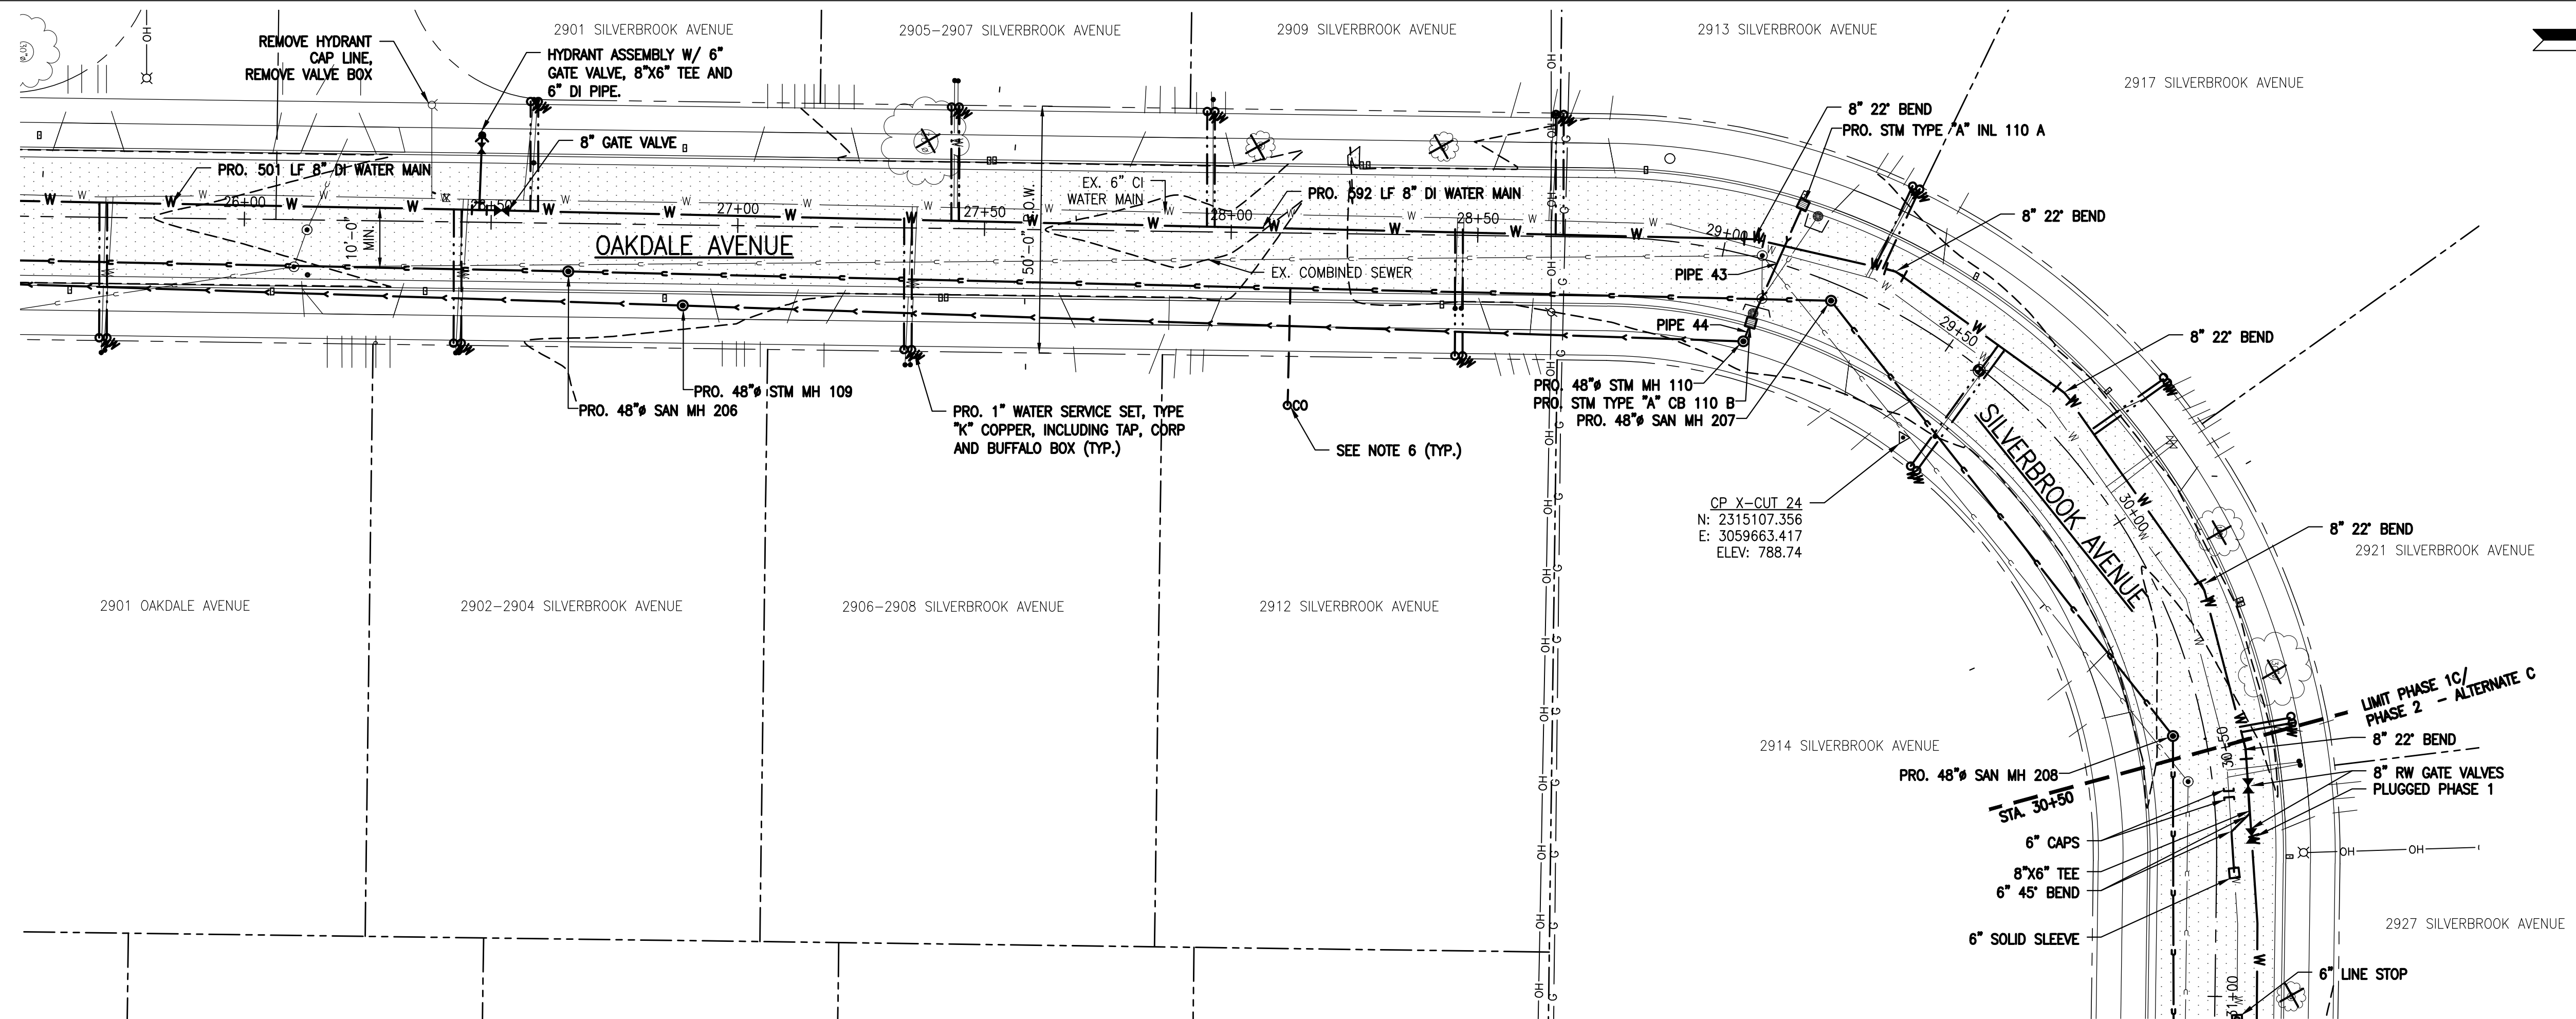 2901 SILVERBROOK AVENUE
2905-2907 SILVERBROOK AVENUE
2909 SILVERBROOK AVENUE
2913 SILVERBROOK AVENUE
2917 SILVERBROOK AVENUE
REMOVE HYDRANT
CAP LINE,
REMOVE VALVE BOX
HYDRANT ASSEMBLY W/ 6"
GATE VALVE, 8"X6" TEE AND
6" DI PIPE.
8" GATE VALVE
PRO. 501 LF 8" DI WATER MAIN
EX. 6" CI
WATER MAIN
PRO. 592 LF 8" DI WATER MAIN
8" 22° BEND
PRO. STM TYPE "A" INL 110 A
8" 22° BEND
26+00
26+50
27+00
27+50
28+00
28+50
29+00
29+50
30+00
30+50
31+00
10'-0"
MIN.
OAKDALE AVENUE
50'-0" R.O.W.
EX. COMBINED SEWER
PIPE 43
PIPE 44
8" 22° BEND
PRO. 48"ø STM MH 109
PRO. 48"ø SAN MH 206
PRO. 1" WATER SERVICE SET, TYPE
"K" COPPER, INCLUDING TAP, CORP
AND BUFFALO BOX (TYP.)
CO
SEE NOTE 6 (TYP.)
PRO. 48"ø STM MH 110
PRO. STM TYPE "A" CB 110 B
PRO. 48"ø SAN MH 207
CP X-CUT 24
N: 2315107.356
E: 3059663.417
ELEV: 788.74
SILVERBROOK AVENUE
8" 22° BEND
2921 SILVERBROOK AVENUE
2901 OAKDALE AVENUE
2902-2904 SILVERBROOK AVENUE
2906-2908 SILVERBROOK AVENUE
2912 SILVERBROOK AVENUE
2914 SILVERBROOK AVENUE
LIMIT PHASE 1C/
PHASE 2 - ALTERNATE C
8" 22° BEND
PRO. 48"ø SAN MH 208
STA. 30+50
8" RW GATE VALVES
PLUGGED PHASE 1
6" CAPS
8"X6" TEE
6" 45° BEND
6" SOLID SLEEVE
2927 SILVERBROOK AVENUE
6" LINE STOP